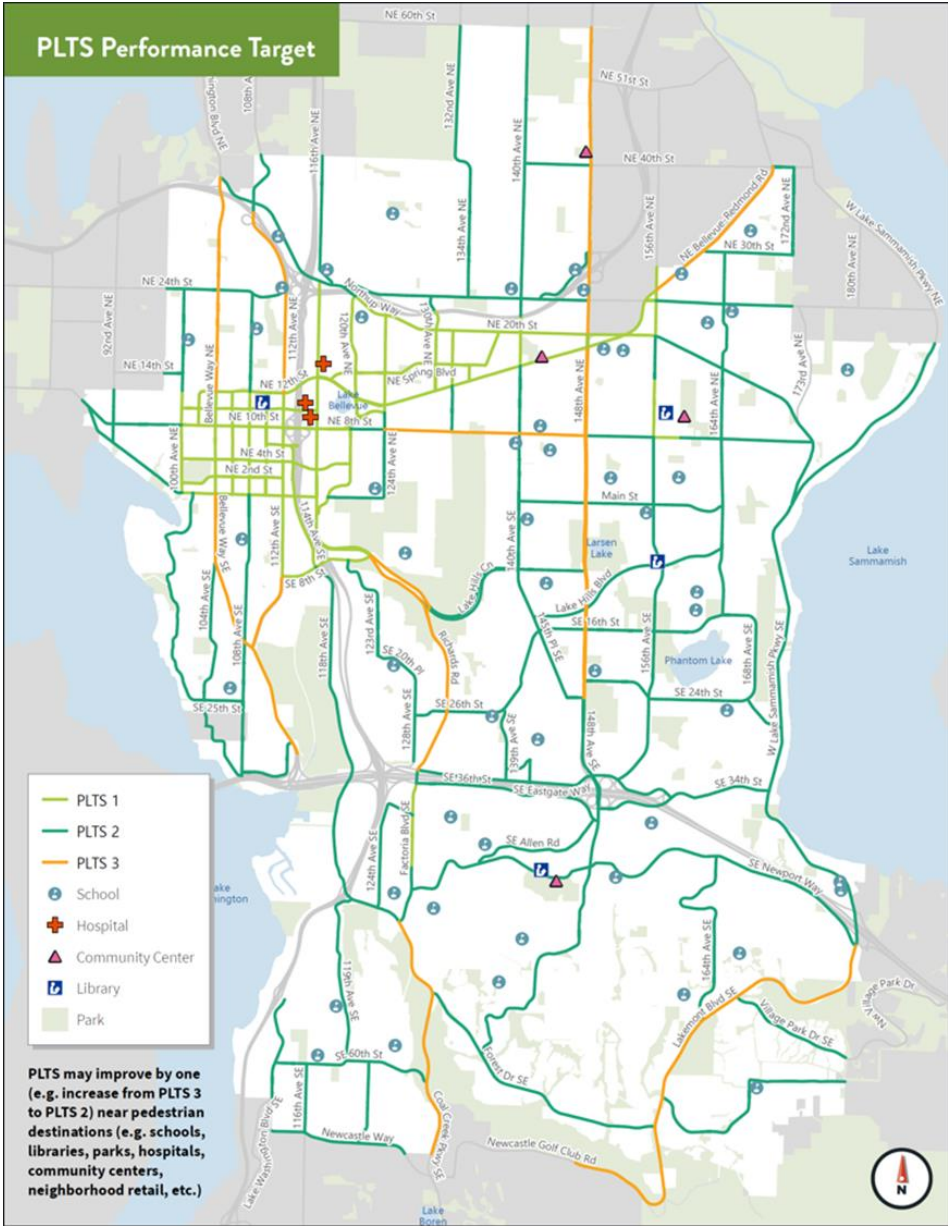 PLTS Performance Target
NE 60th St
108th A
116th Ave NE
132nd Ave NE
140th Ave NE
NE 51st St
NE 40th St
156th Ave NE
NE Bellevue-Redmond Rd
172nd Ave NE
W Lake Sammamish Pkwy NE
134th Ave NE
NE 30th St
180th Ave NE
NE 24th St
Northup Way
92nd Ave NE
112th Ave NE
120th Ave NE
130th Ave NE
NE 20th St
148th Ave NE
173rd Ave NE
NE 14th St
Bellevue Way NE
NE 12th St
NE Spring Blvd
Lake
Bellevue
164th Ave NE
NE 10th St
NE 8th St
100th Ave NE
NE 4th St
124th Ave NE
NE 2nd St
Main St
Bellevue Way SE
112th Ave SE
114th Ave SE
140th Ave SE
Larsen
Lake
Lake
Sammamish
SE 8th St
Lake Hills Cn
Lake Hills Blvd
104th Ave SE
108th Ave SE
118th Ave SE
123rd Ave SE
Richards Rd
145th Pl SE
SE 16th St
156th Ave SE
Phantom Lake
168th Ave SE
W Lake Sammamish Pkwy SE
SE 20th Pl
SE 25th St
128th Ave SE
SE 26th St
SE 24th St
139th Ave SE
148th Ave SE
SE 36th St
SE Eastgate Way
SE 34th St
PLTS 1
PLTS 2
PLTS 3
School
Hospital
Community Center
Library
Park
124th Ave SE
Factoria Blvd SE
SE Allen Rd
SE Newport Way
119th Ave SE
164th Ave SE
Lakemont Blvd SE
Village Park Dr SE
NW Village Park Dr
SE 60th St
Forest Dr SE
116th Ave SE
Coal Creek Pkwy SE
Newcastle Way
Newcastle Golf Club Rd
Lake Washington Blvd SE
Lake
Boren
PLTS may improve by one
(e.g. increase from PLTS 3
to PLTS 2) near pedestrian
destinations (e.g. schools,
libraries, parks, hospitals,
community centers,
neighborhood retail, etc.)
N